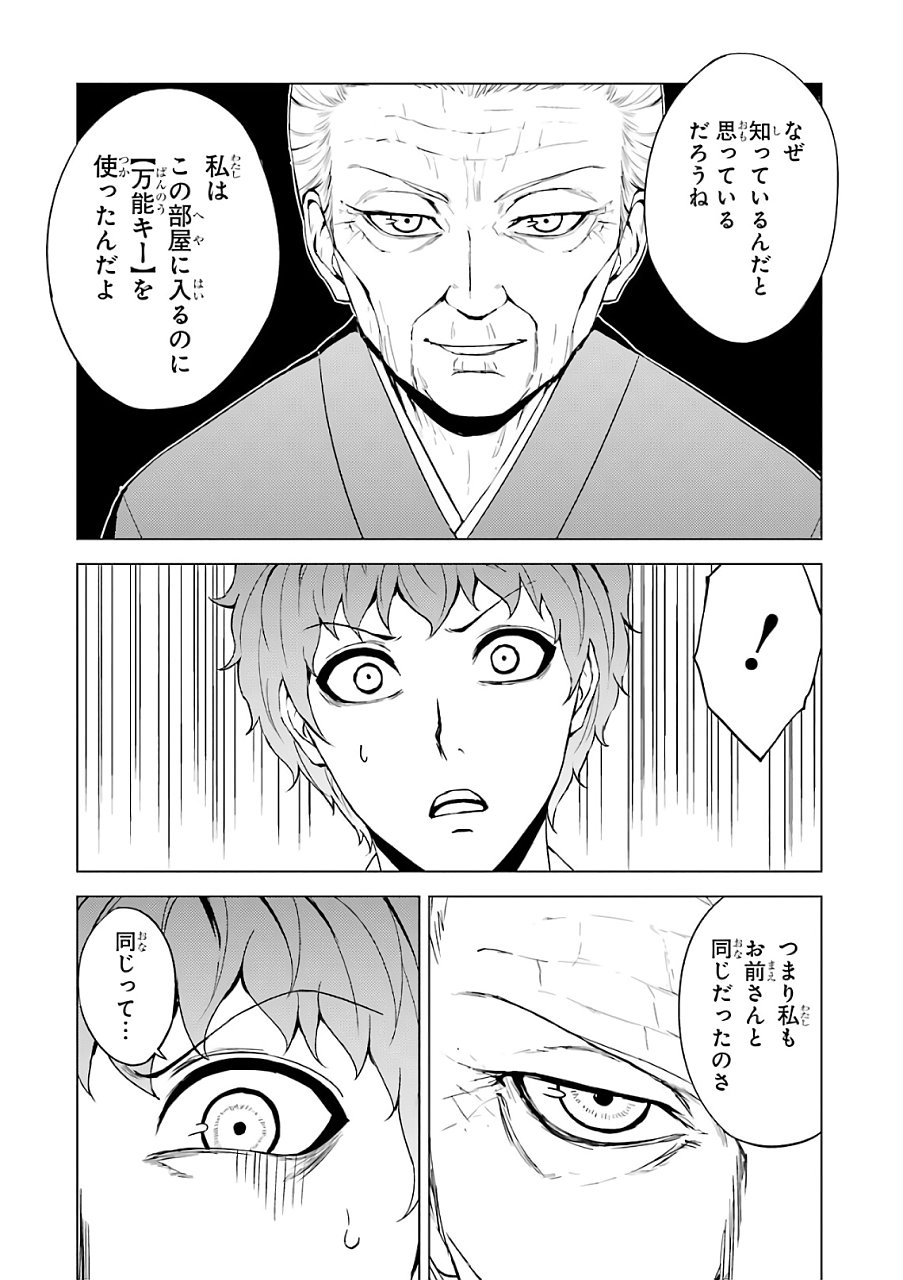 なぜ
知っているんだと
思っている
だろうね
私は
この部屋に入るのに
【万能キー】を
使ったんだよ
！
つまり私も
お前さんと
同じだったのさ
同じって…